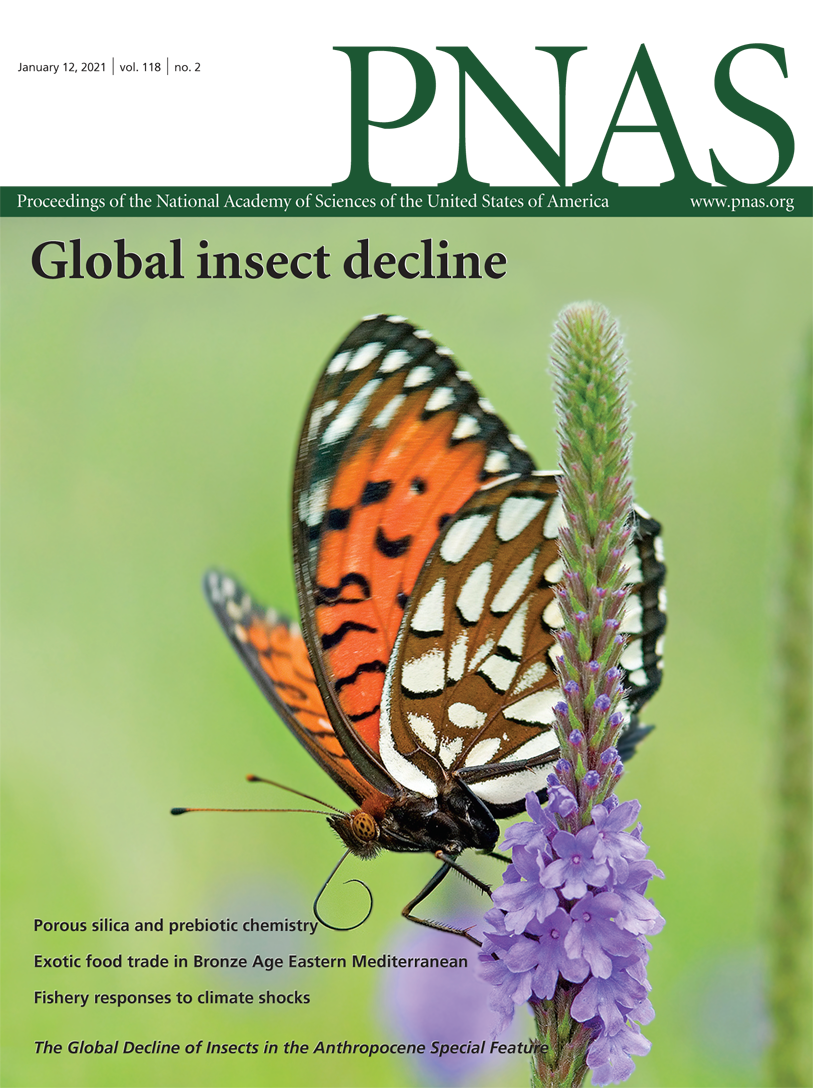 January 12, 2021 | vol. 118 | no. 2
PNAS
Proceedings of the National Academy of Sciences of the United States of America www.pnas.org
Global insect decline
Porous silica and prebiotic chemistry
Exotic food trade in Bronze Age Eastern Mediterranean
Fishery responses to climate shocks
The Global Decline of Insects in the Anthropocene Special Feature